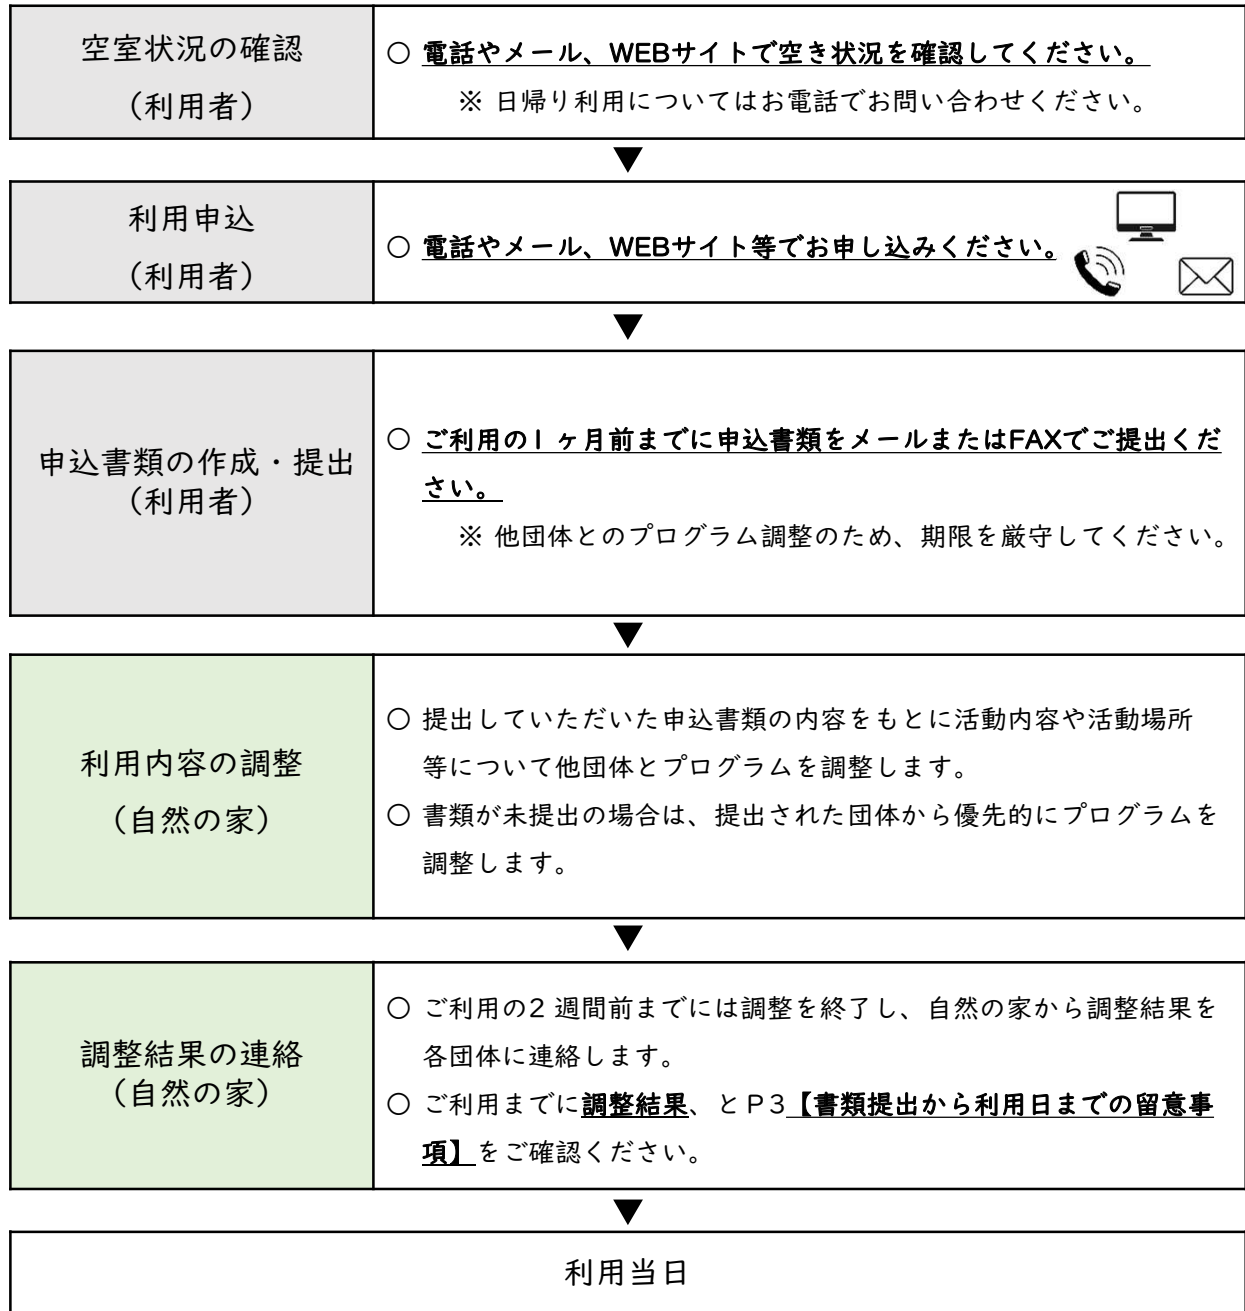 空室状況の確認
（利用者）
○ 電話やメール、WEBサイトで空き状況を確認してください。
※ 日帰り利用についてはお電話でお問い合わせください。
▼
利用申込
（利用者）
○ 電話やメール、WEBサイト等でお申し込みください。
▼
申込書類の作成・提出
（利用者）
○ ご利用の1ヶ月前までに申込書類をメールまたはFAXでご提出くだ
さい。
※ 他団体とのプログラム調整のため、期限を厳守してください。
▼
利用内容の調整
（自然の家）
○ 提出していただいた申込書類の内容をもとに活動内容や活動場所
等について他団体とプログラムを調整します。
○ 書類が未提出の場合は、提出された団体から優先的にプログラムを
調整します。
▼
調整結果の連絡
（自然の家）
○ ご利用の2週間前までには調整を終了し、自然の家から調整結果を
各団体に連絡します。
○ ご利用までに調整結果、とP3【書類提出から利用日までの留意事
項】をご確認ください。
▼
利用当日